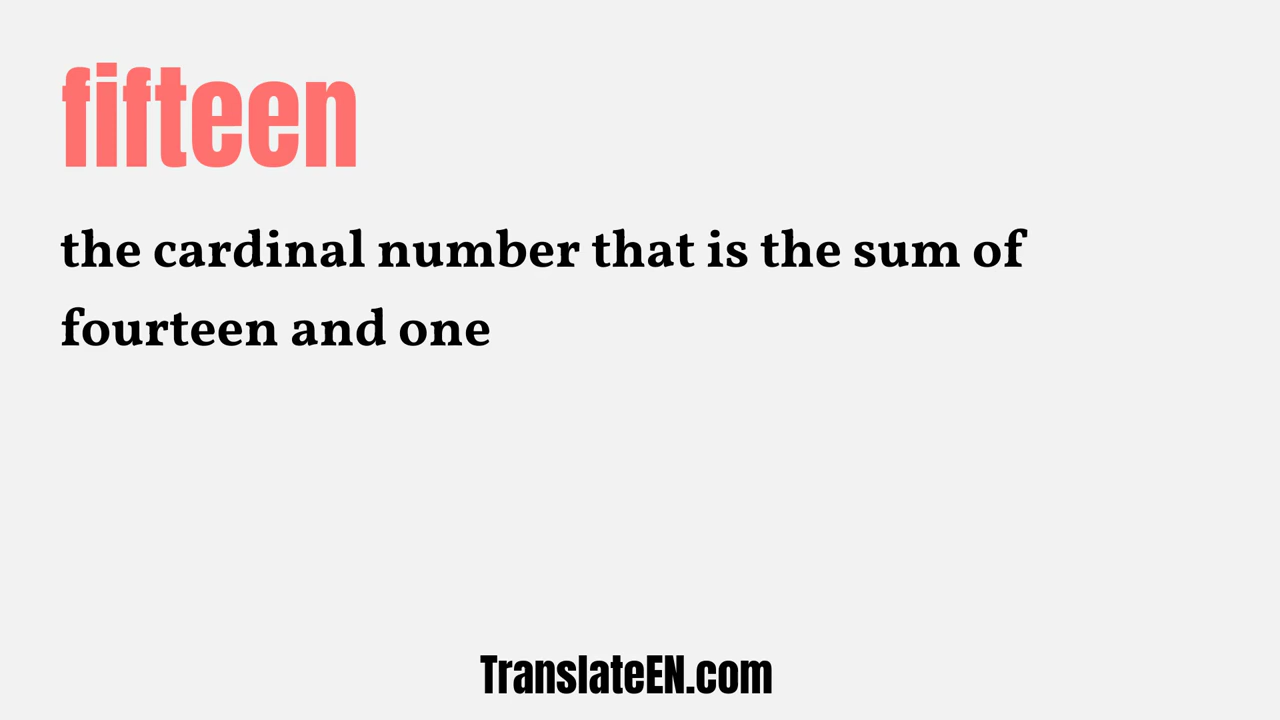 fifteen
the cardinal number that is the sum of
fourteen and one
TranslateEN.com